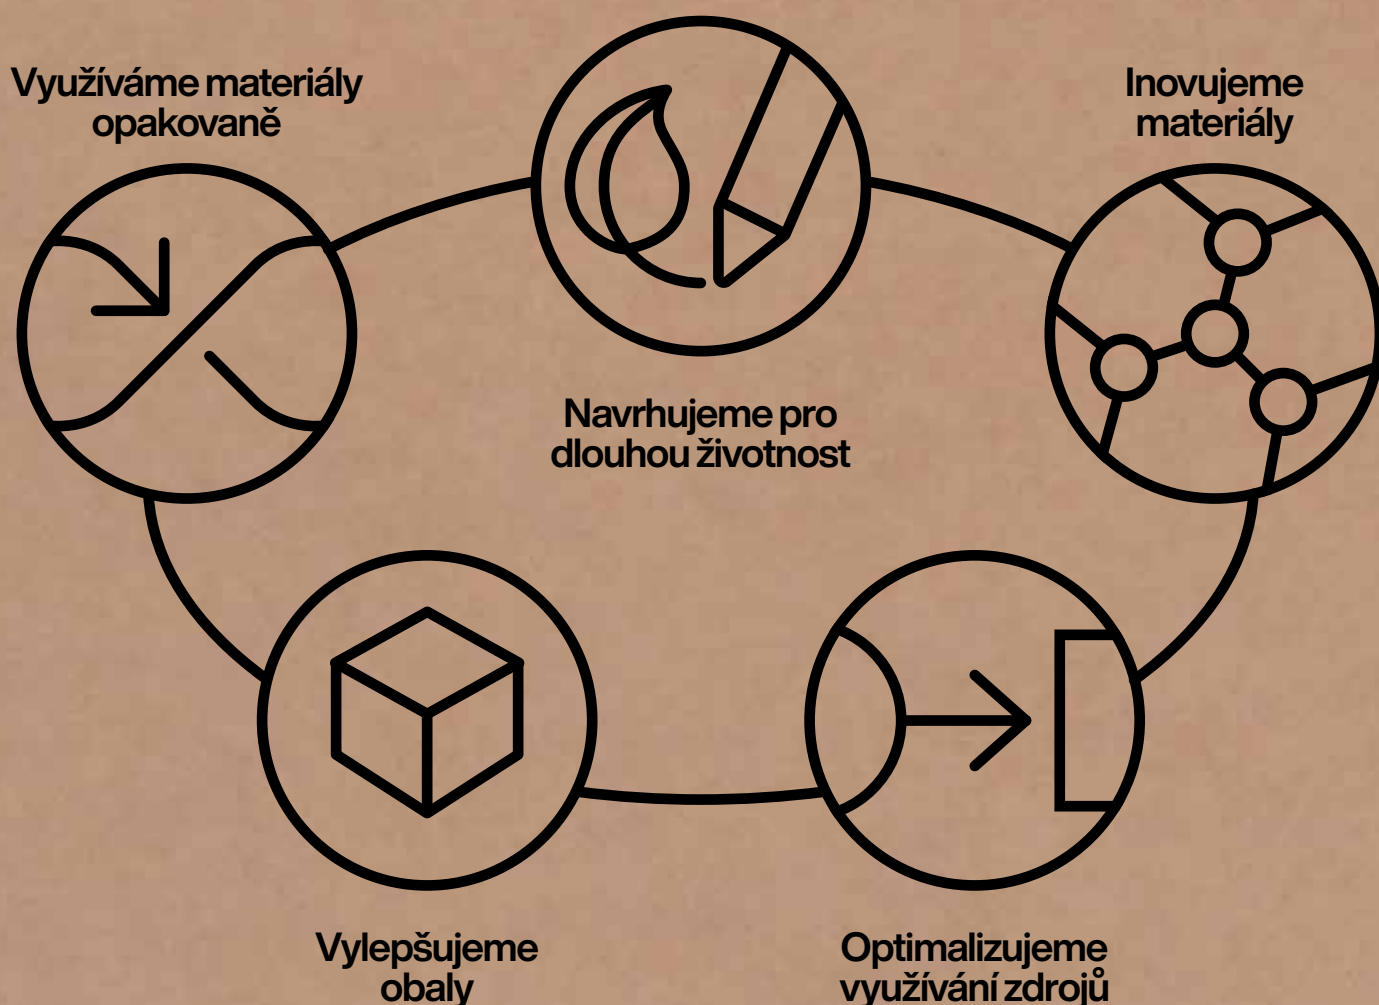 Využíváme materiály
opakovaně
Inovujeme
materiály
Navrhujeme pro
dlouhou životnost
Vylepšujeme
obaly
Optimalizujeme
využívání zdrojů